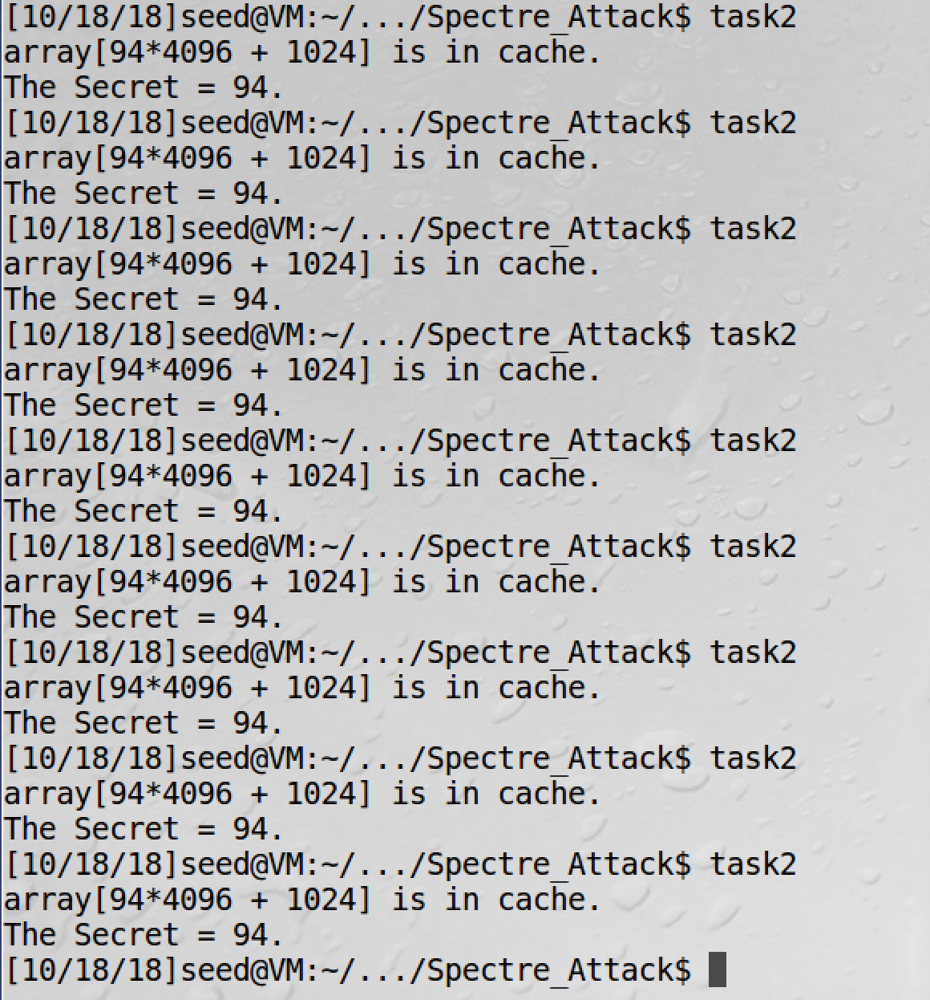 [10/18/18]seed@VM:~/.../Spectre_Attack$ task2
array[94*4096 + 1024] is in cache.
The Secret = 94.
[10/18/18]seed@VM:~/.../Spectre_Attack$ task2
array[94*4096 + 1024] is in cache.
The Secret = 94.
[10/18/18]seed@VM:~/.../Spectre_Attack$ task2
array[94*4096 + 1024] is in cache.
The Secret = 94.
[10/18/18]seed@VM:~/.../Spectre_Attack$ task2
array[94*4096 + 1024] is in cache.
The Secret = 94.
[10/18/18]seed@VM:~/.../Spectre_Attack$ task2
array[94*4096 + 1024] is in cache.
The Secret = 94.
[10/18/18]seed@VM:~/.../Spectre_Attack$ task2
array[94*4096 + 1024] is in cache.
The Secret = 94.
[10/18/18]seed@VM:~/.../Spectre_Attack$ task2
array[94*4096 + 1024] is in cache.
The Secret = 94.
[10/18/18]seed@VM:~/.../Spectre_Attack$ task2
array[94*4096 + 1024] is in cache.
The Secret = 94.
[10/18/18]seed@VM:~/.../Spectre_Attack$ task2
array[94*4096 + 1024] is in cache.
The Secret = 94.
[10/18/18]seed@VM:~/.../Spectre_Attack$